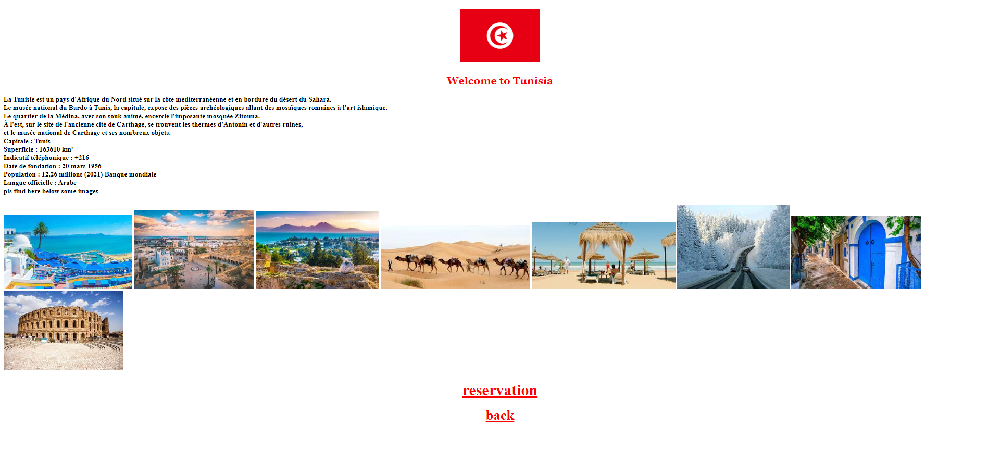 Welcome to Tunisia
La Tunisie est un pays d'Afrique du Nord situé sur la côte méditerranéenne et en bordure du désert du Sahara.
Le musée national du Bardo à Tunis, la capitale, expose des pièces archéologiques allant des mosaïques romaines à l'art islamique.
Le quartier de la Médina, avec son souk animé, encercle l'imposante mosquée Zitouna.
À l'est, sur le site de l'ancienne cité de Carthage, se trouvent les thermes d'Antonin et d'autres ruines,
et le musée national de Carthage et ses nombreux objets.
Capitale : Tunis
Superficie : 163610 km²
Indicatif téléphonique : +216
Date de fondation : 20 mars 1956
Population : 12,26 millions (2021) Banque mondiale
Langue officielle : Arabe
pls find here below some images
reservation
back